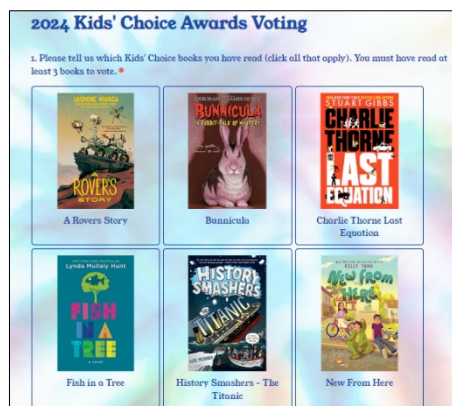 2024 Kids' Choice Awards Voting
1. Please tell us which Kids' Choice books you have read (click all that apply). You must have read at
least 3 books to vote. *
JASMINE WARGA
A
ROVER'S
STORY
A Rovers Story
DEBORAH and JAMES HOWE
BUNNICULA
A RABBIT-TALE OF MYSTERY
Bunnicula
STUART GIBBS
CHARLIE
THORNE
LAST
EQUATION
Charlie Thorne Last
Equation
Lynda Mullaly Hunt
FISH
IN A
TREE
A NOVEL
Fish in a Tree
HISTORY
SMASHERS
THE
TITANIC
KATE MESSNER
History Smashers - The
Titanic
KELLY YANG
NEW FROM
HERE
New From Here